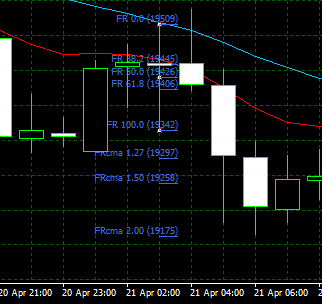 FR 0.0 (19509)
FR 38.2 (19445)
FR 50.0 (19426)
FR 61.8 (19406)
FR 100.0 (19342)
FRcma 1.27 (19297)
FRcma 1.50 (19258)
FRcma 2.00 (19175)
20 Apr 21:00 20 Apr 23:00 21 Apr 02:00 21 Apr 04:00 21 Apr 06:00